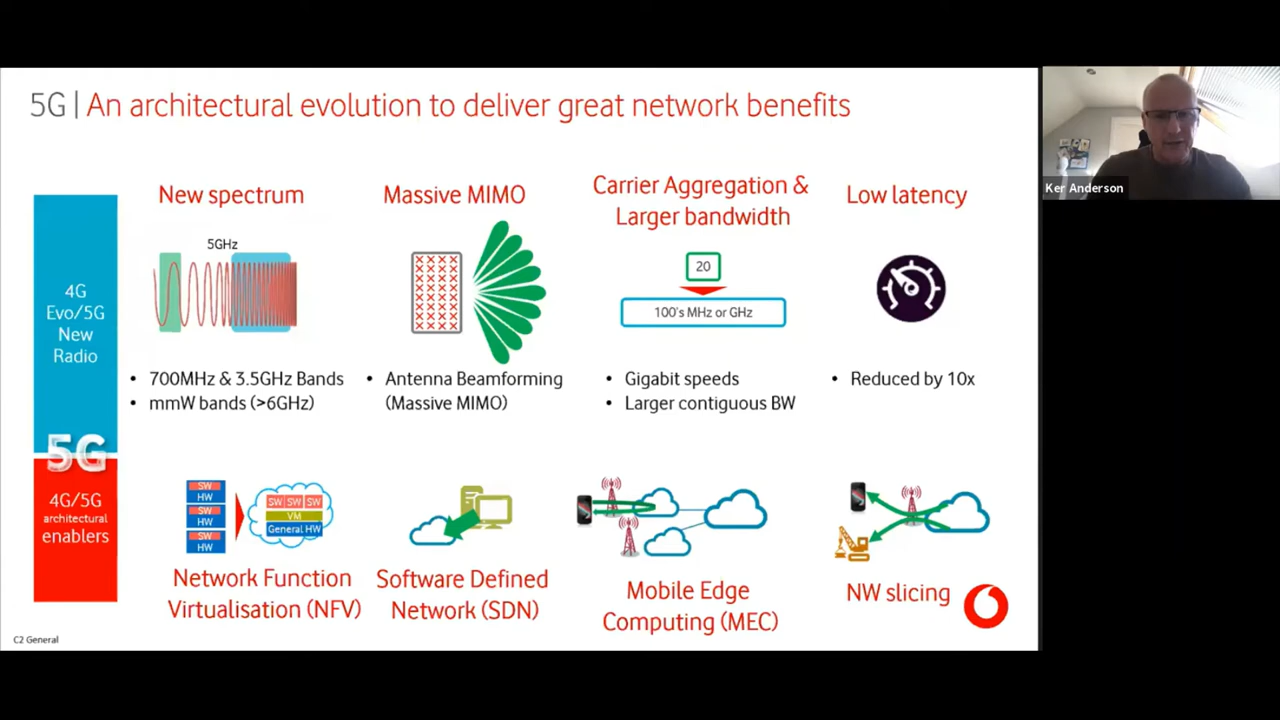 5G | An architectural evolution to deliver great network benefits
New spectrum
Massive MIMO
Carrier Aggregation &
Larger bandwidth
Low latency
4G
Evo/5G
New
Radio
5GHz
20
100's MHz or GHz
• 700MHz & 3.5GHz Bands
• mmW bands (>6GHz)
• Antenna Beamforming
(Massive MIMO)
• Gigabit speeds
• Larger contiguous BW
• Reduced by 10x
5G
4G/5G
architectural
enablers
SW
HW
SW
HW
SW
HW
SW SW SW
VM
General HW
Network Function
Virtualisation (NFV)
Software Defined
Network (SDN)
Mobile Edge
Computing (MEC)
NW slicing
C2 General
Ker Anderson